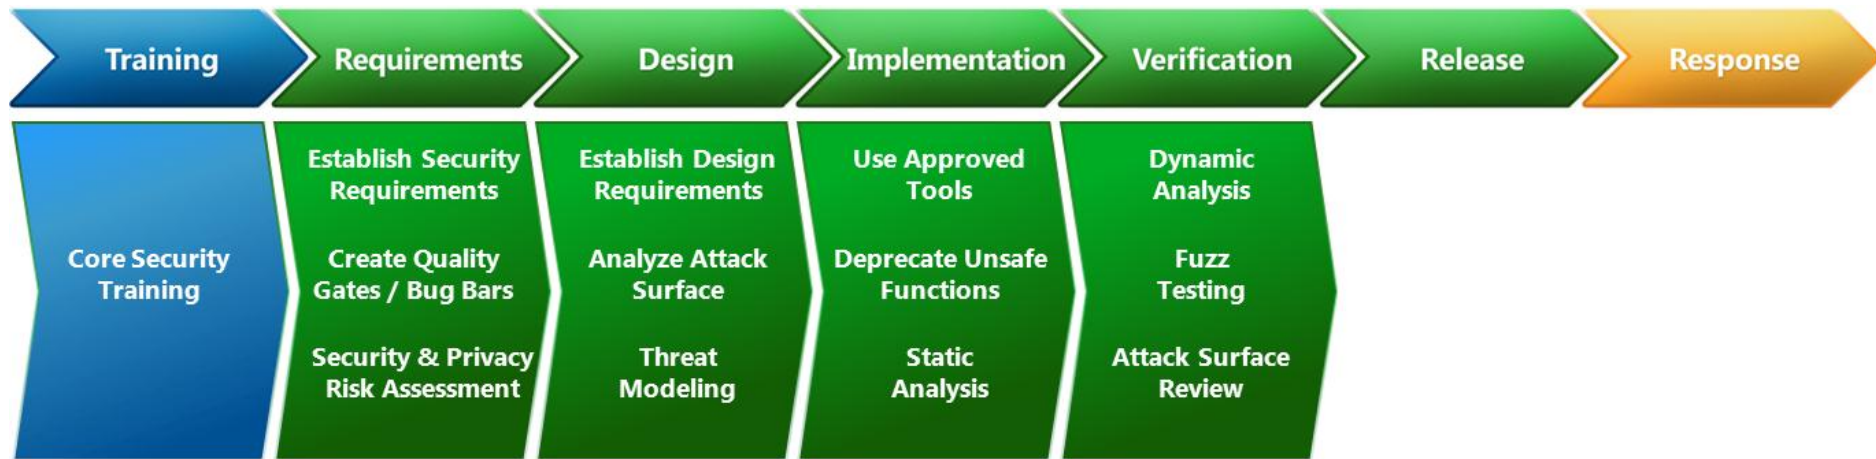 Training
Requirements
Design
Implementation
Verification
Release
Response
Core Security
Training
Establish Security
Requirements
Create Quality
Gates / Bug Bars
Security & Privacy
Risk Assessment
Establish Design
Requirements
Analyze Attack
Surface
Threat
Modeling
Use Approved
Tools
Deprecate Unsafe
Functions
Static
Analysis
Dynamic
Analysis
Fuzz
Testing
Attack Surface
Review